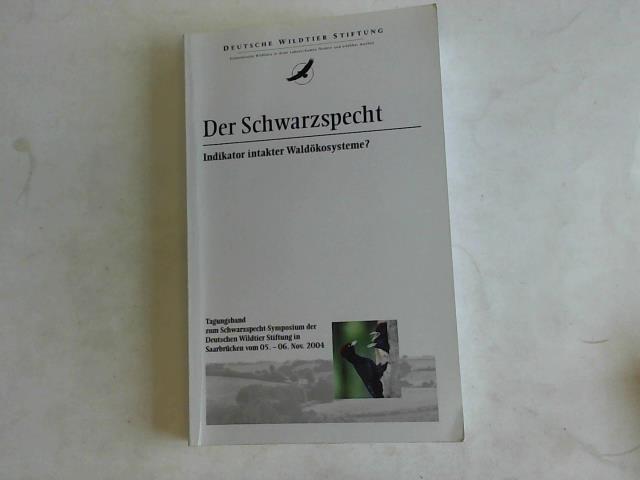 DEUTSCHE WILDTIER STIFTUNG
Der Schwarzspecht
Indikator intakter Waldökosysteme?
Tagungsband
zum Schwarzspecht-Symposium der
Deutschen Wildtier Stiftung in
Saarbrücken vom 05. – 06. Nov. 2004